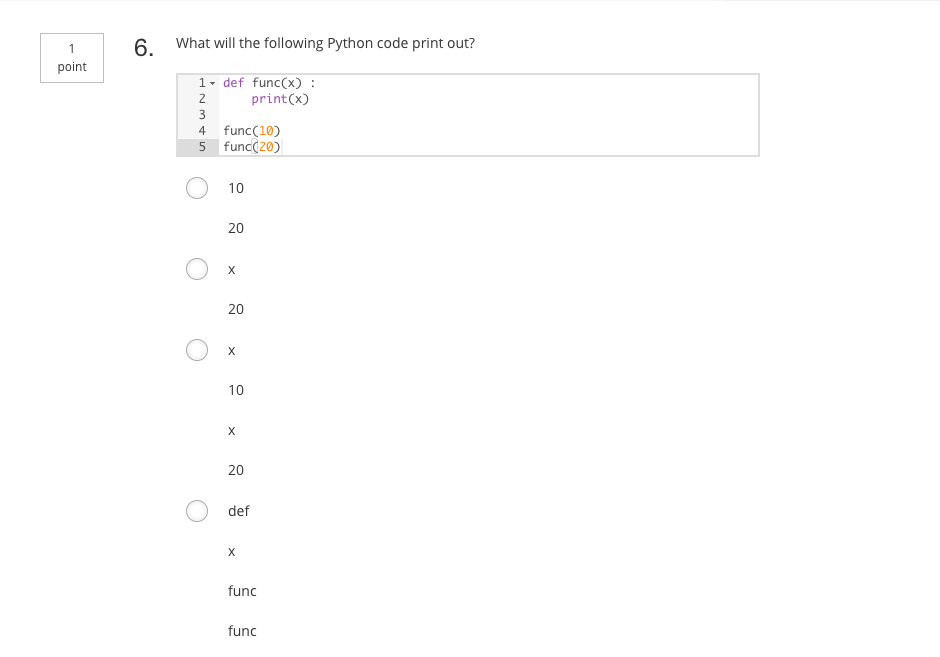 1
point
6.
What will the following Python code print out?
1 def func(x) :
2     print(x)
3
4 func(10)
5 func(20)
10
20
x
20
x
10
x
20
def
x
func
func